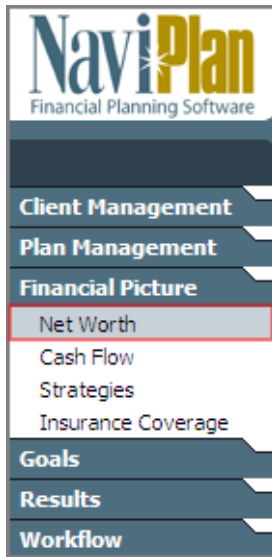 NaviPlan
Financial Planning Software
Client Management
Plan Management
Financial Picture
Net Worth
Cash Flow
Strategies
Insurance Coverage
Goals
Results
Workflow